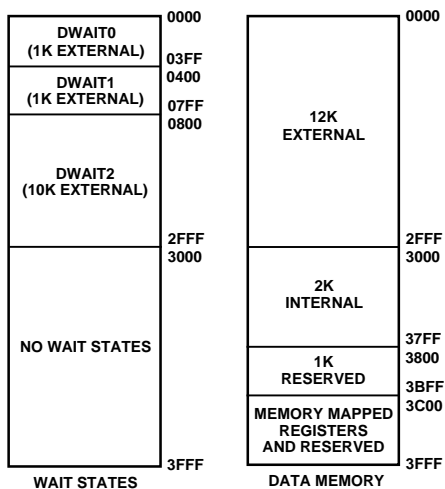 0000
DWAIT0
(1K EXTERNAL)
03FF
0400
DWAIT1
(1K EXTERNAL)
07FF
0800
DWAIT2
(10K EXTERNAL)
2FFF
3000
NO WAIT STATES
3FFF
WAIT STATES
0000
12K
EXTERNAL
2FFF
3000
2K
INTERNAL
37FF
3800
1K
RESERVED
3BFF
3C00
MEMORY MAPPED
REGISTERS
AND RESERVED
3FFF
DATA MEMORY